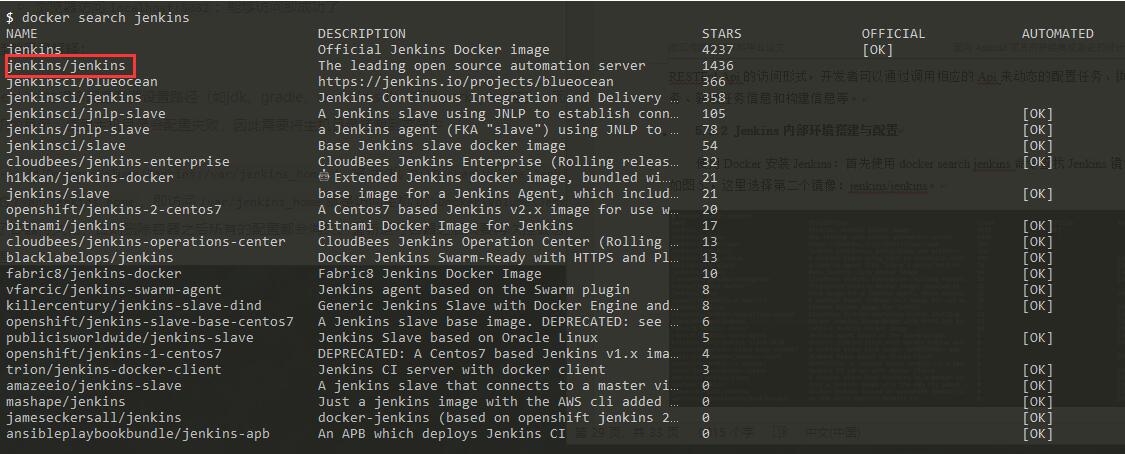 $ docker search jenkins
NAME DESCRIPTION STARS OFFICIAL AUTOMATED
jenkins Official Jenkins Docker image 4237 [OK]
jenkins/jenkins The leading open source automation server 1436
jenkinsci/blueocean https://jenkins.io/projects/blueocean 366
jenkinsci/jenkins Jenkins Continuous Integration and Delivery … 358
jenkinsci/jnlp-slave A Jenkins slave using JNLP to establish conn… 105 [OK]
jenkins/jnlp-slave a Jenkins agent (FKA "slave") using JNLP to… 78 [OK]
jenkinsci/slave Base Jenkins slave docker image 54 [OK]
cloudbees/jenkins-enterprise CloudBees Jenkins Enterprise (Rolling releas… 32 [OK]
h1kkan/jenkins-docker Extended Jenkins docker image, bundled wi… 21
jenkins/slave base image for a Jenkins Agent, which includ… 21 [OK]
openshift/jenkins-2-centos7 A Centos7 based Jenkins v2.x image for use w… 20
bitnami/jenkins Bitnami Docker Image for Jenkins 17 [OK]
cloudbees/jenkins-operations-center CloudBees Jenkins Operation Center (Rolling … 13 [OK]
blacklabelops/jenkins Docker Jenkins Swarm-Ready with HTTPS and Pl… 13 [OK]
fabric8/jenkins-docker Fabric8 Jenkins Docker Image 10 [OK]
vfarcic/jenkins-swarm-agent Jenkins agent based on the Swarm plugin 8 [OK]
killercentury/jenkins-slave-dind Generic Jenkins Slave with Docker Engine and… 8 [OK]
openshift/jenkins-slave-base-centos7 A Jenkins slave base image. DEPRECATED: see … 6
publicisworldwide/jenkins-slave Jenkins Slave based on Oracle Linux 5 [OK]
openshift/jenkins-1-centos7 DEPRECATED: A Centos7 based Jenkins v1.x ima… 4
trion/jenkins-docker-client Jenkins CI server with docker client 3 [OK]
amazeeio/jenkins-slave A jenkins slave that connects to a master vi… 0 [OK]
mashape/jenkins Just a jenkins image with the AWS cli added … 0 [OK]
jameseckersall/jenkins docker-jenkins (based on openshift jenkins 2… 0 [OK]
ansibleplaybookbundle/jenkins-apb An APB which deploys Jenkins CI 0 [OK]